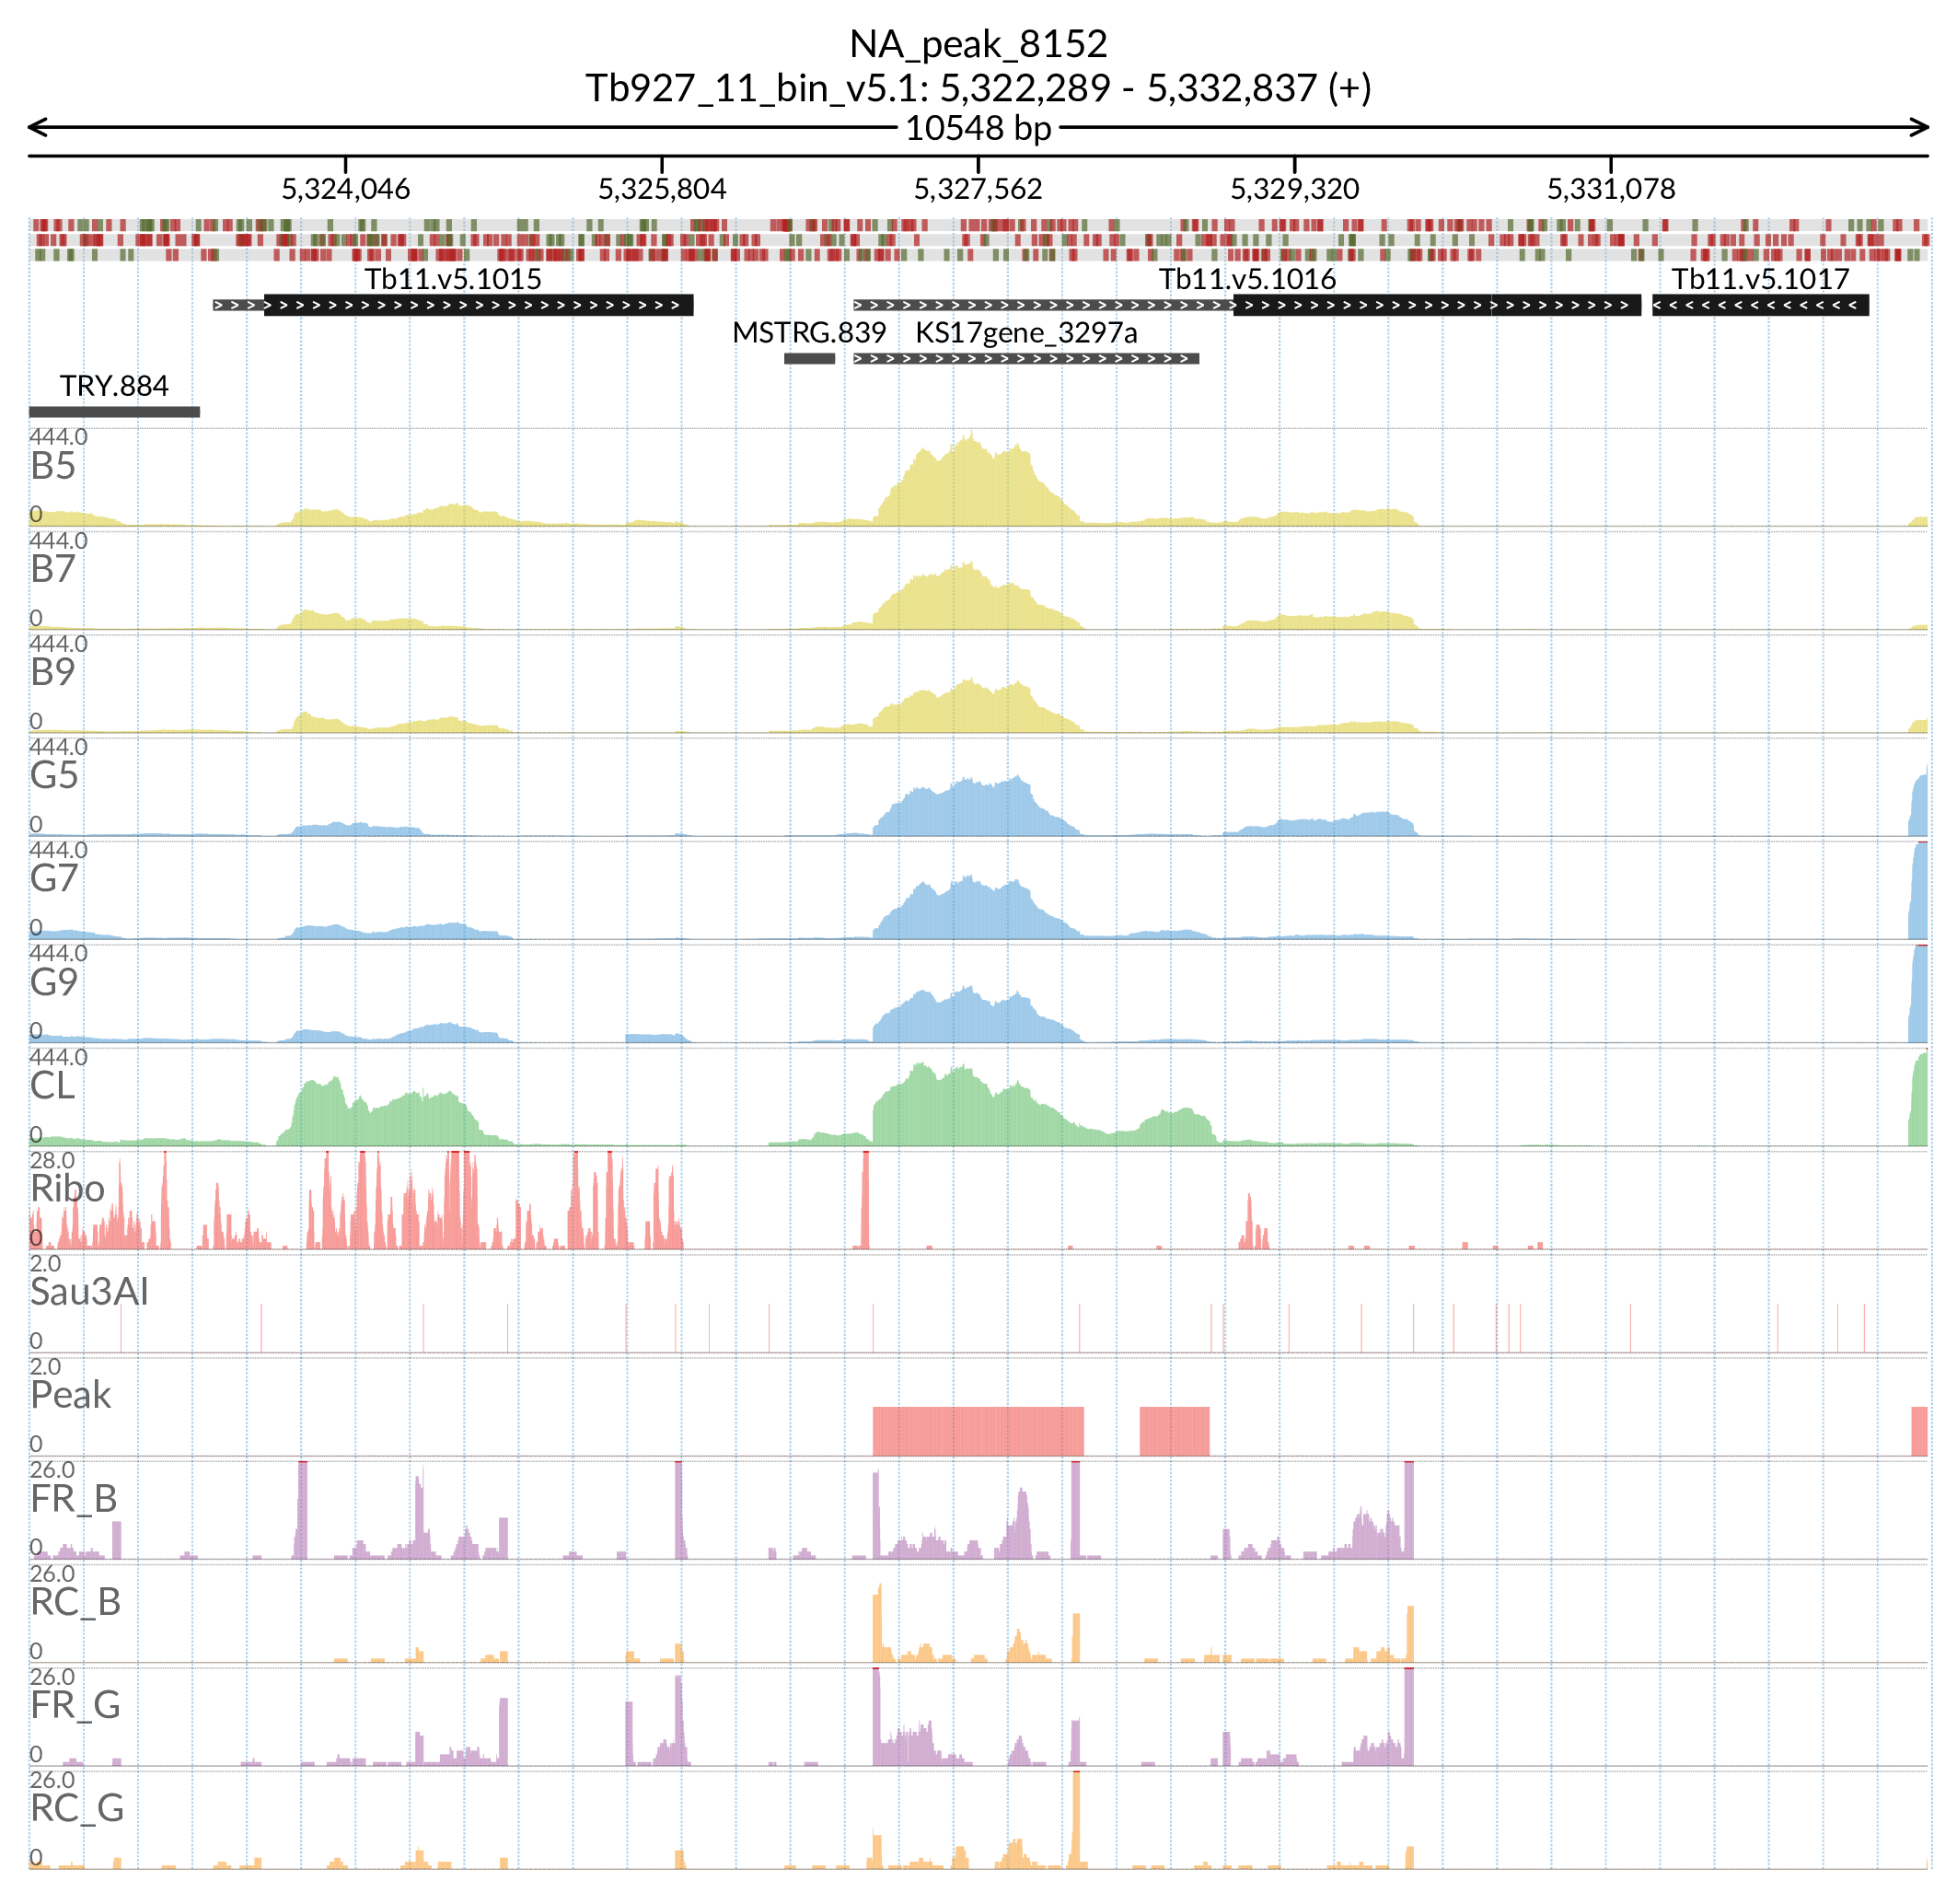 NA_peak_8152
Tb927_11_bin_v5.1: 5,322,289 - 5,332,837 (+)
10548 bp
5,324,046 5,325,804 5,327,562 5,329,320 5,331,078
Tb11.v5.1015 Tb11.v5.1016 Tb11.v5.1017
MSTRG.839 KS17gene_3297a
TRY.884
444.0
B5
0
444.0
B7
0
444.0
B9
0
444.0
G5
0
444.0
G7
0
444.0
G9
0
444.0
CL
0
28.0
Ribo
0
2.0
Sau3AI
0
2.0
Peak
0
26.0
FR_B
0
26.0
RC_B
0
26.0
FR_G
0
26.0
RC_G
0